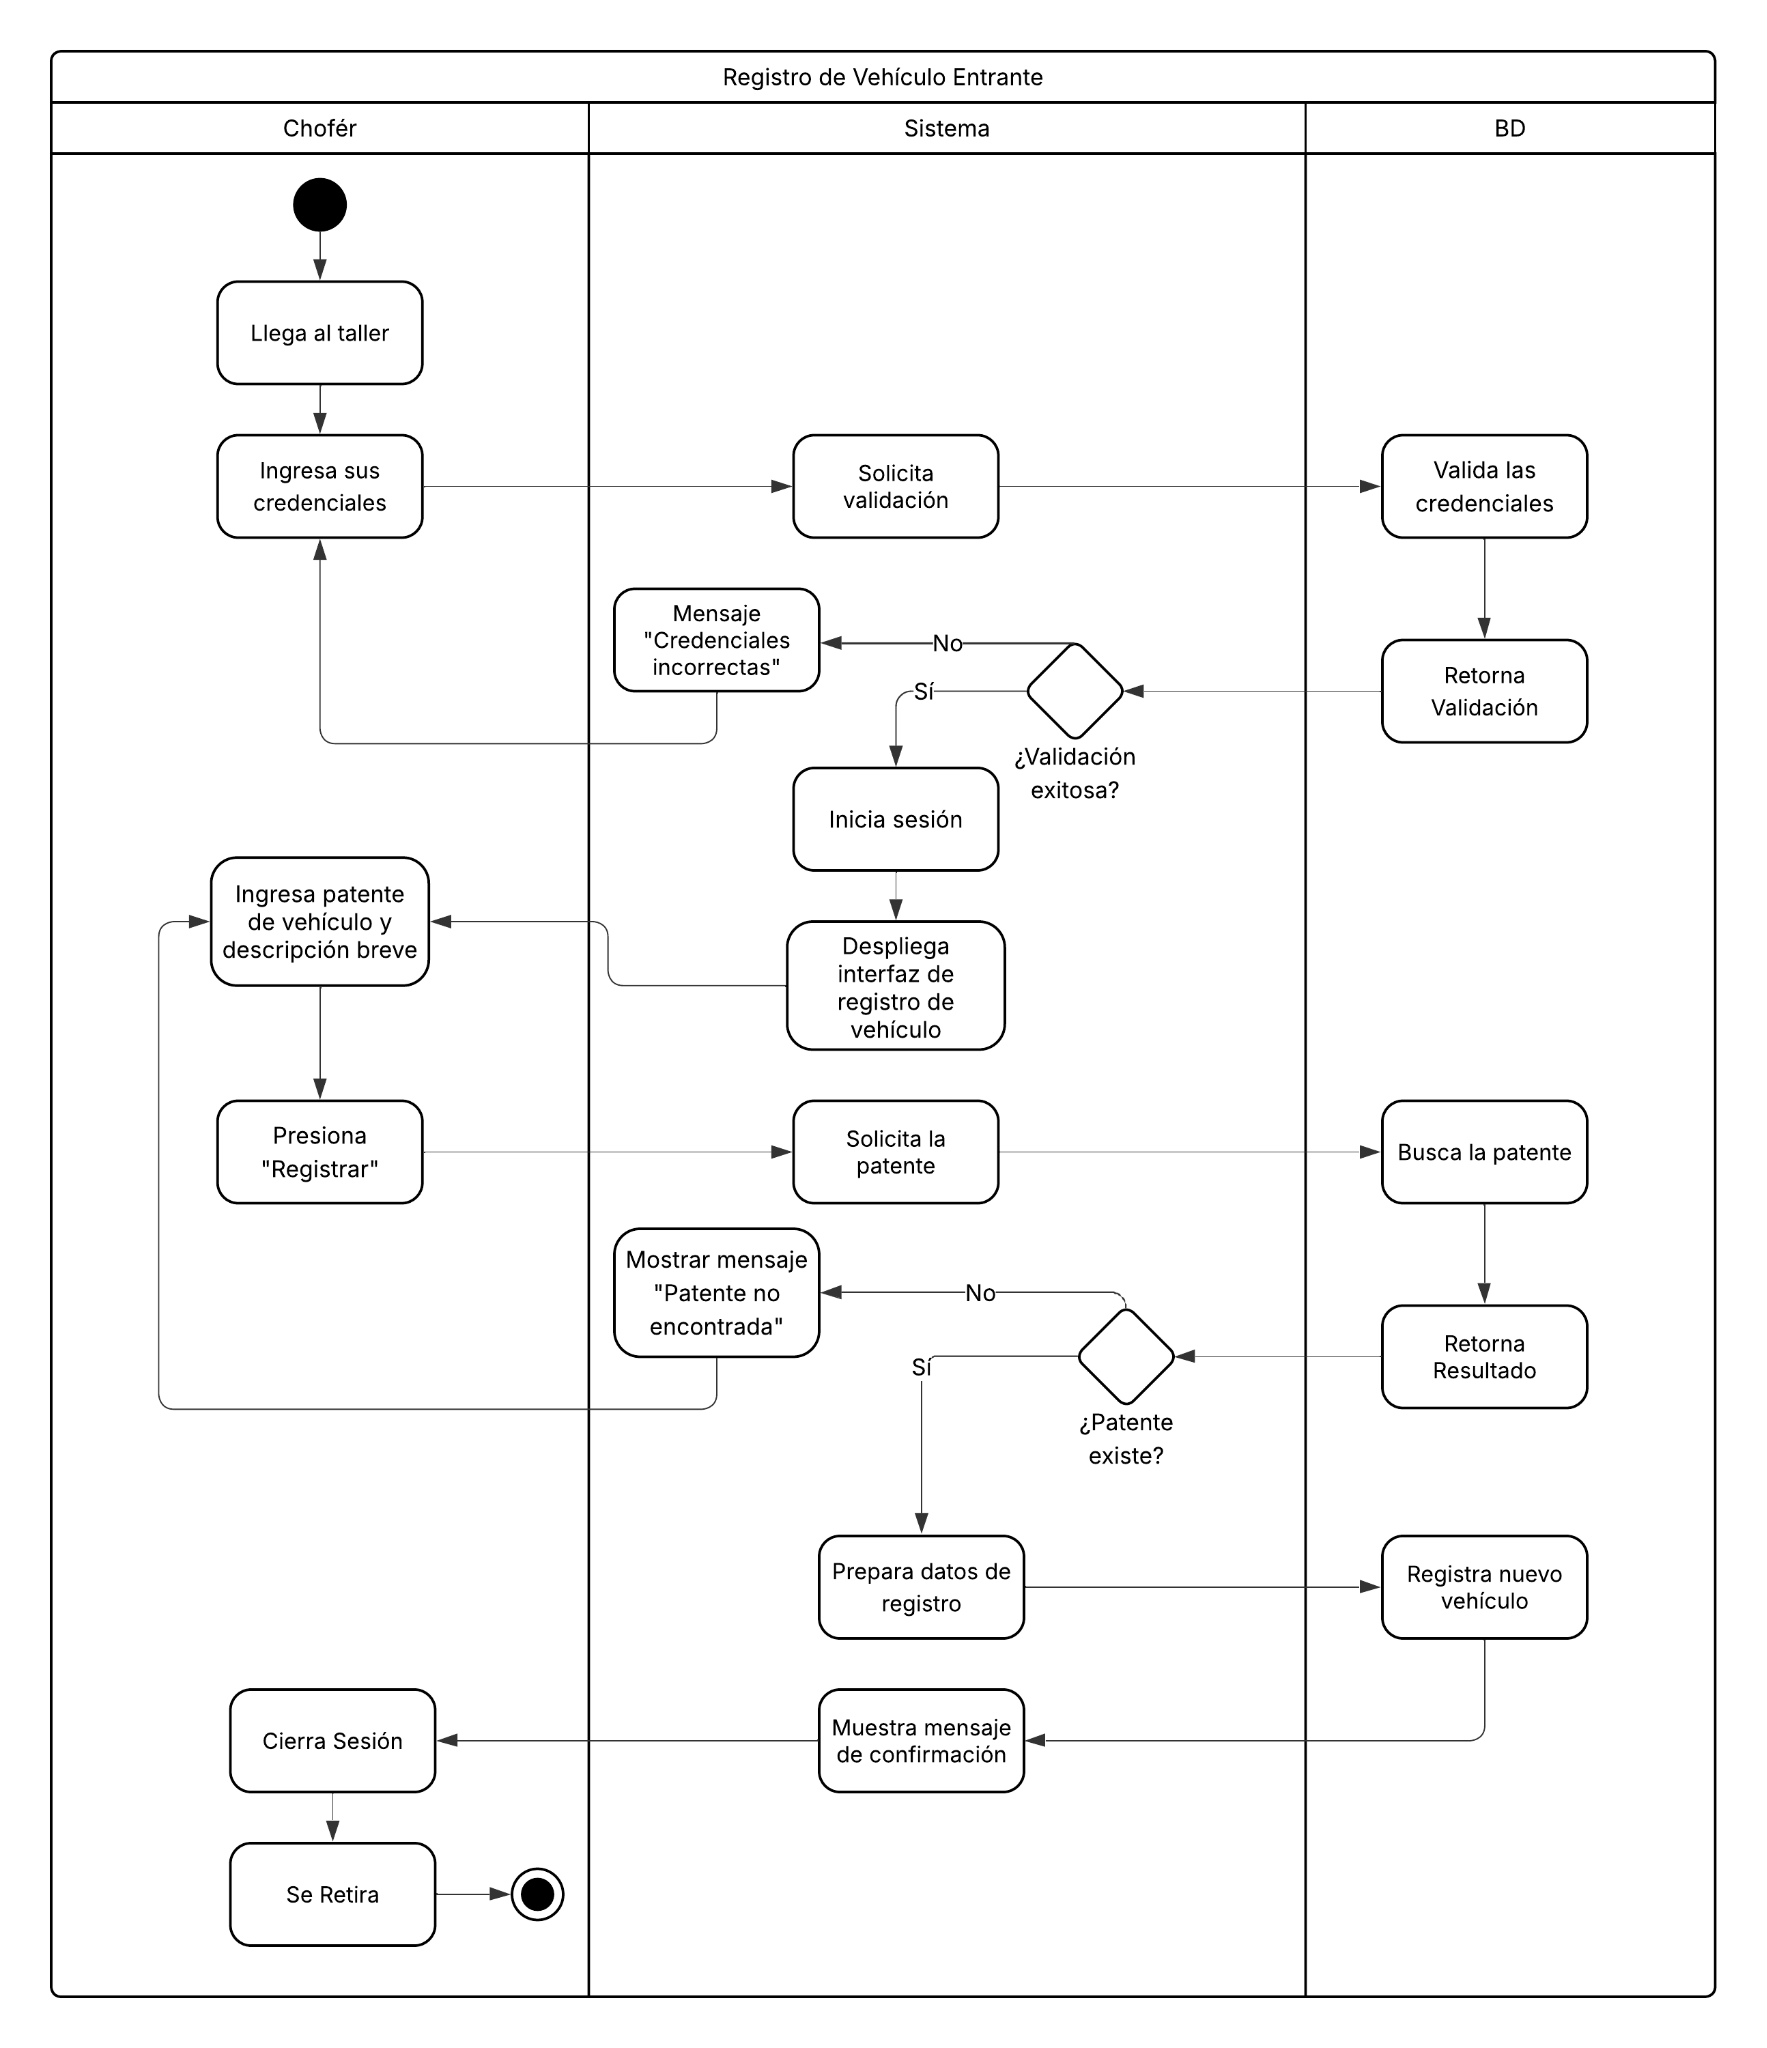 Registro de Vehículo Entrante
Chofér
Sistema
BD
Llega al taller
Ingresa sus
credenciales
Solicita
validación
Valida las
credenciales
Mensaje
"Credenciales
incorrectas"
No
Sí
¿Validación
exitosa?
Retorna
Validación
Inicia sesión
Ingresa patente
de vehículo y
descripción breve
Despliega
interfaz de
registro de
vehículo
Presiona
"Registrar"
Solicita la
patente
Busca la patente
Mostrar mensaje
"Patente no
encontrada"
No
Sí
¿Patente
existe?
Retorna
Resultado
Prepara datos de
registro
Registra nuevo
vehículo
Cierra Sesión
Muestra mensaje
de confirmación
Se Retira